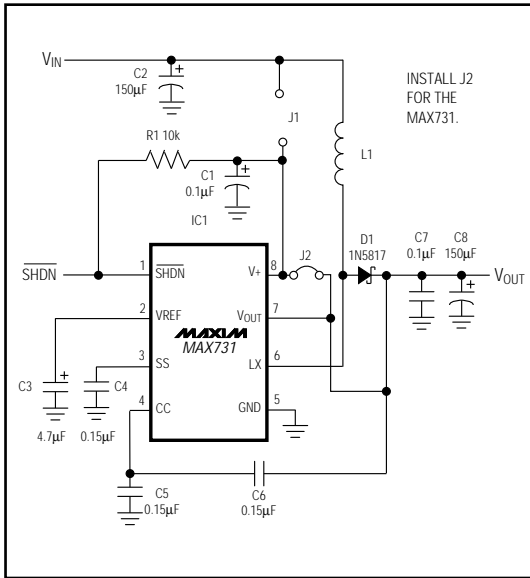 VIN
C2
150µF
INSTALL J2
FOR THE
MAX731.
J1
R1 10k
L1
C1
0.1µF
IC1
D1
1N5817
C7
0.1µF
C8
150µF
J2
SHDN
1
SHDN
V+
8
VOUT
2
VREF
VOUT
7
MAXIM
MAX731
3
SS
LX
6
C3
C4
4
CC
GND
5
4.7µF
0.15µF
C5
0.15µF
C6
0.15µF